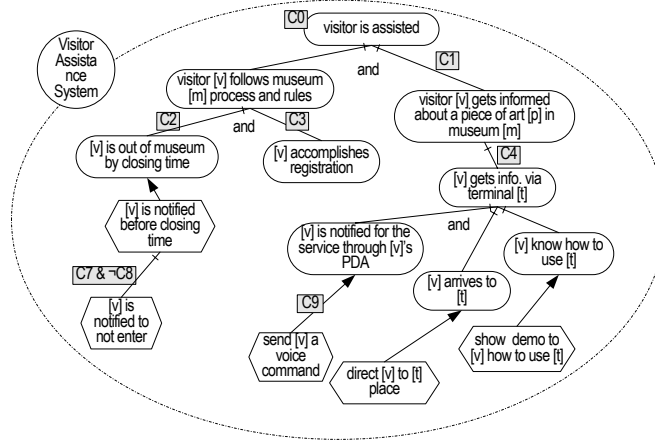 C0
visitor is assisted
Visitor
Assista
nce
System
and
C1
visitor [v] follows museum
[m] process and rules
visitor [v] gets informed
about a piece of art [p] in
museum [m]
C2
and
C3
[v] is out of museum
by closing time
[v] accomplishes
registration
C4
[v] gets info. via
terminal [t]
[v] is notified
before closing
time
[v] is notified for the
service through [v]'s
PDA
and
[v] know how to
use [t]
C7 & ¬C8
[v] arrives to
[t]
C9
[v] is
notified to
not enter
send [v] a
voice
command
direct [v] to [t]
place
show demo to
[v] how to use [t]